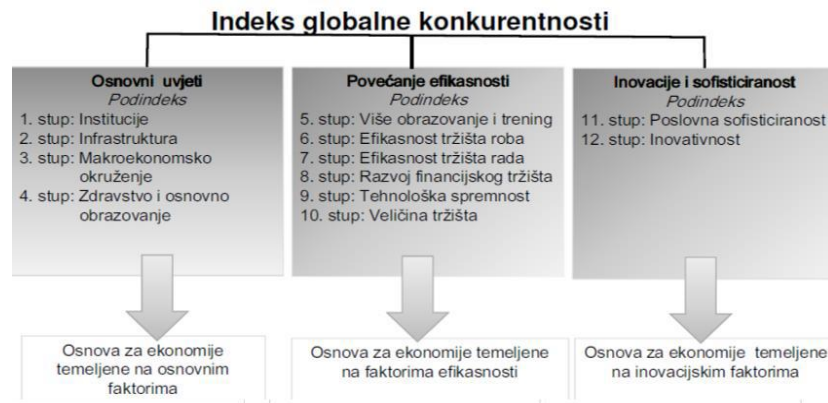 Indeks globalne konkurentnosti
Osnovni uvjeti
Podindeks
1. stup: Institucije
2. stup: Infrastruktura
3. stup: Makroekonomsko
okruženje
4. stup: Zdravstvo i osnovno
obrazovanje
Osnova za ekonomije
temeljene na osnovnim
faktorima
Povećanje efikasnosti
Podindeks
5. stup: Više obrazovanje i trening
6. stup: Efikasnost tržišta roba
7. stup: Efikasnost tržišta rada
8. stup: Razvoj financijskog tržišta
9. stup: Tehnološka spremnost
10. stup: Veličina tržišta
Osnova za ekonomije temeljene
na faktorima efikasnosti
Inovacije i sofisticiranost
Podindeks
11. stup: Poslovna sofisticiranost
12. stup: Inovativnost
Osnova za ekonomije temeljene
na inovacijskim faktorima